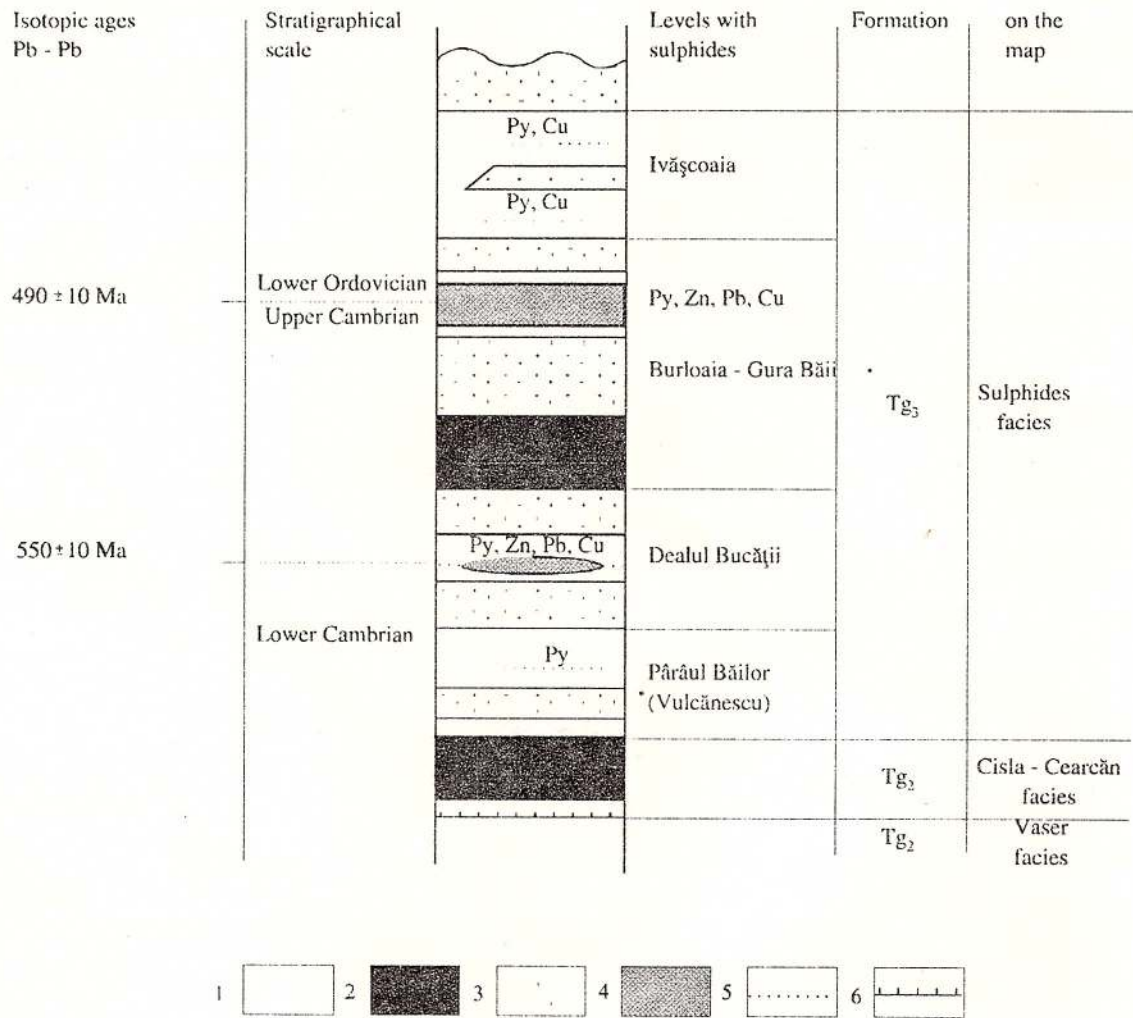 Isotopic ages
Pb - Pb
Stratigraphical
scale
Levels with
sulphides
Formation
on the
map
Py, Cu
Ivăşcoaia
Py, Cu
Lower Ordovician
490 ± 10 Ma
Upper Cambrian
Py, Zn, Pb, Cu
Burloaia - Gura Băii
Tg3
Sulphides
facies
550 ± 10 Ma
Py, Zn, Pb, Cu
Dealul Bucăţii
Lower Cambrian
Py
Pârâul Băilor
(Vulcănescu)
Tg2
Cisla - Cearcăn
facies
Tg2
Vaser
facies
1 2 3 4 5 6